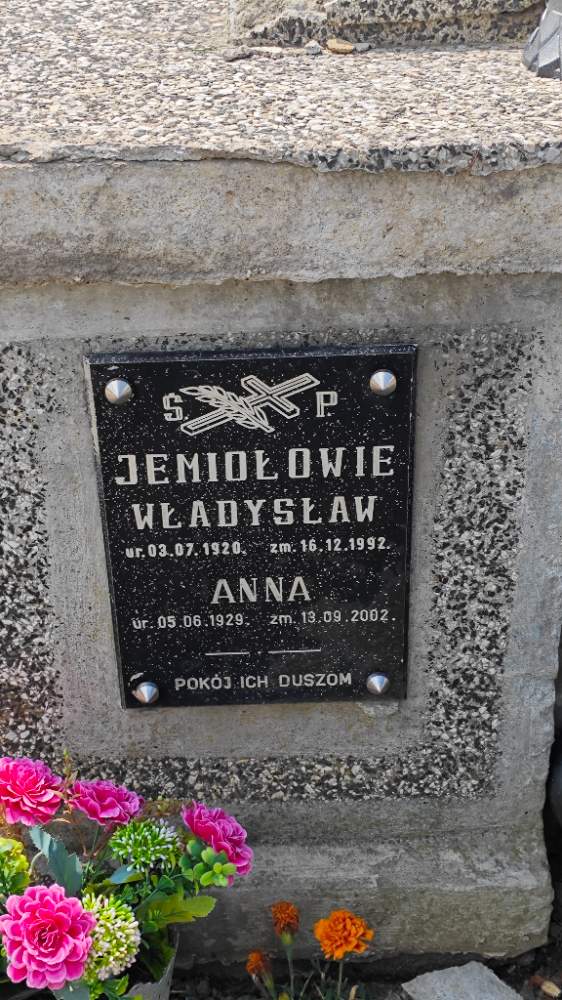 Ś P
JEMIOŁOWIE
WŁADYSŁAW
ur. 03.07.1920. zm. 16.12.1992.
ANNA
ur. 05.06.1929. zm. 13.09.2002.
POKÓJ ICH DUSZOM